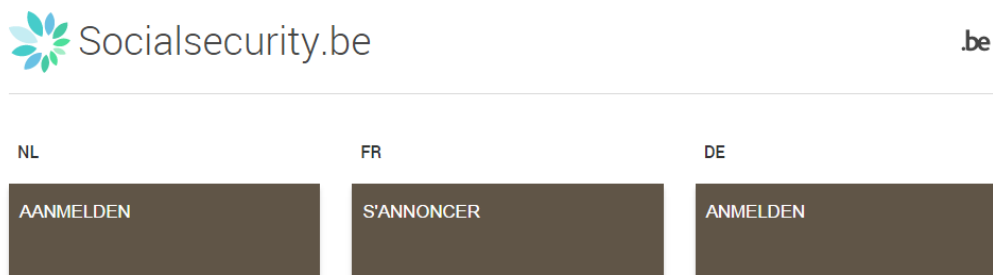 Socialsecurity.be
.be
NL
FR
DE
AANMELDEN
S'ANNONCER
ANMELDEN